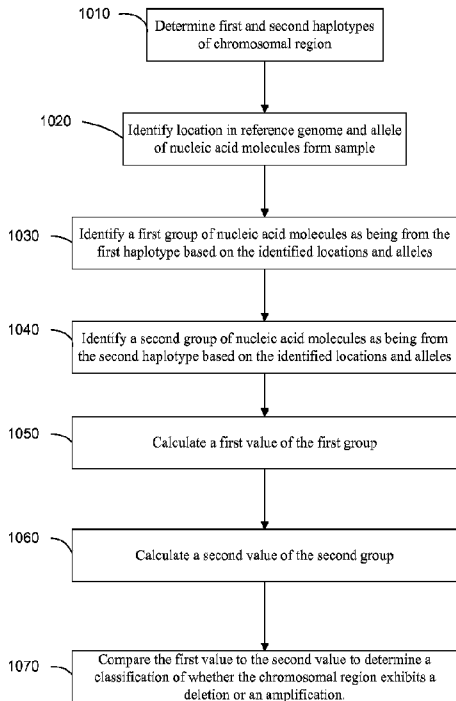 1010
Determine first and second haplotypes
of chromosomal region
1020
Identify location in reference genome and allele
of nucleic acid molecules form sample
1030
Identify a first group of nucleic acid molecules as being from the
first haplotype based on the identified locations and alleles
1040
Identify a second group of nucleic acid molecules as being from
the second haplotype based on the identified locations and alleles
1050
Calculate a first value of the first group
1060
Calculate a second value of the second group
1070
Compare the first value to the second value to determine a
classification of whether the chromosomal region exhibits
a deletion or an amplification.